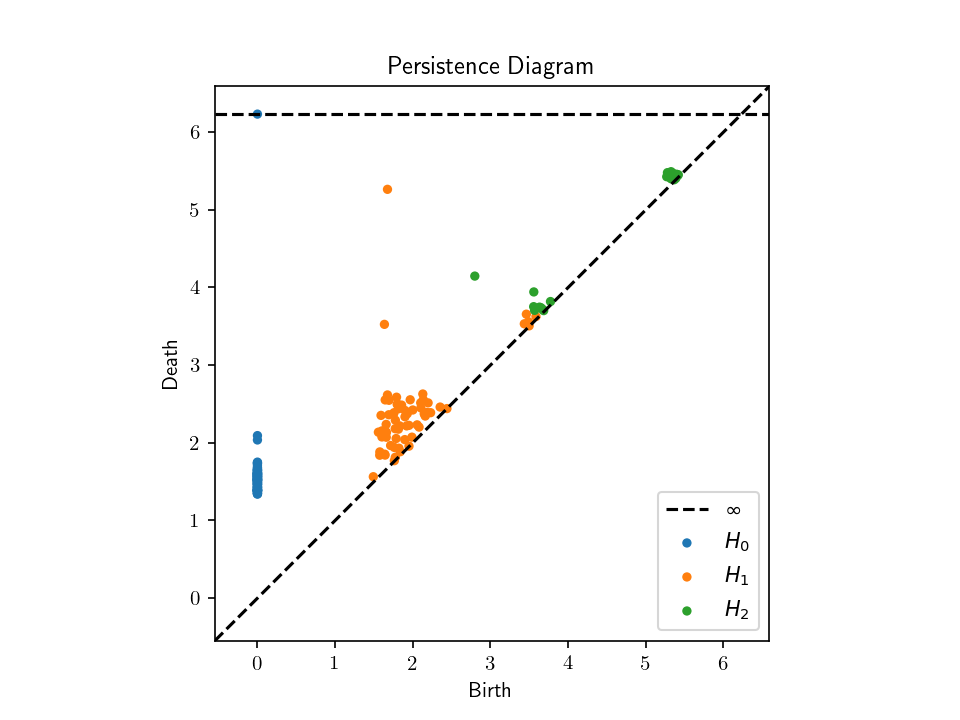 Persistence Diagram
Death
6
5
4
3
2
1
0
∞
H₀
H₁
H₂
0 1 2 3 4 5 6
Birth